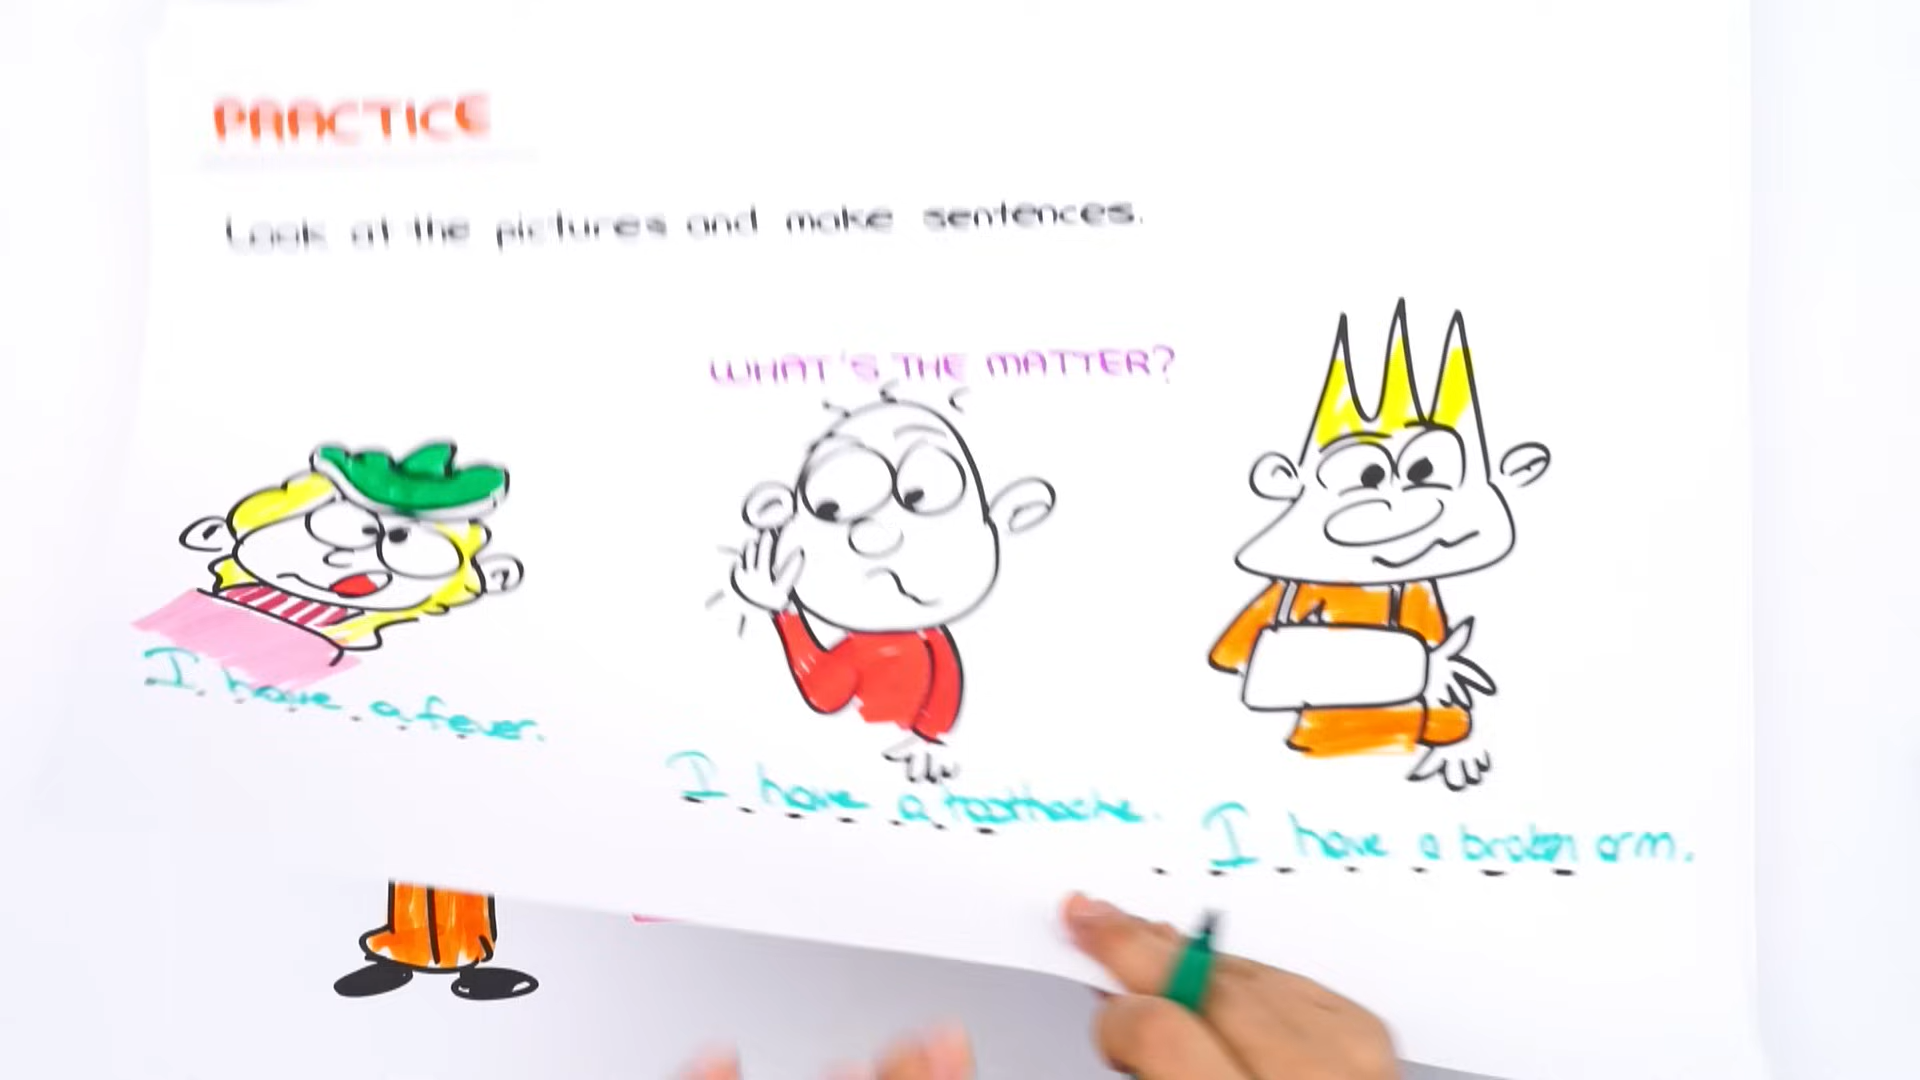 PRACTICE
Look at the pictures and make sentences.
WHAT'S THE MATTER?
I have a fever.
I have a toothache.
I have a broken arm.